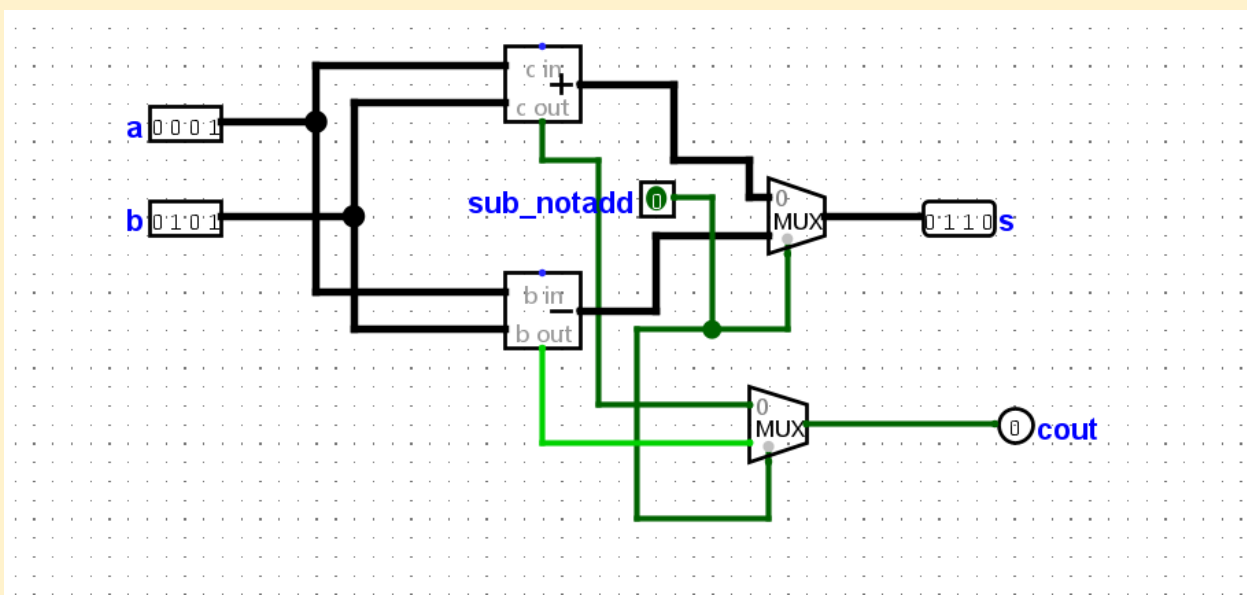 c in
+
c out
a 0 0 0 1
sub_notadd 0
0
MUX
b 0 1 0 1
0 1 1 0 s
b in
−
b out
0
MUX
0 cout